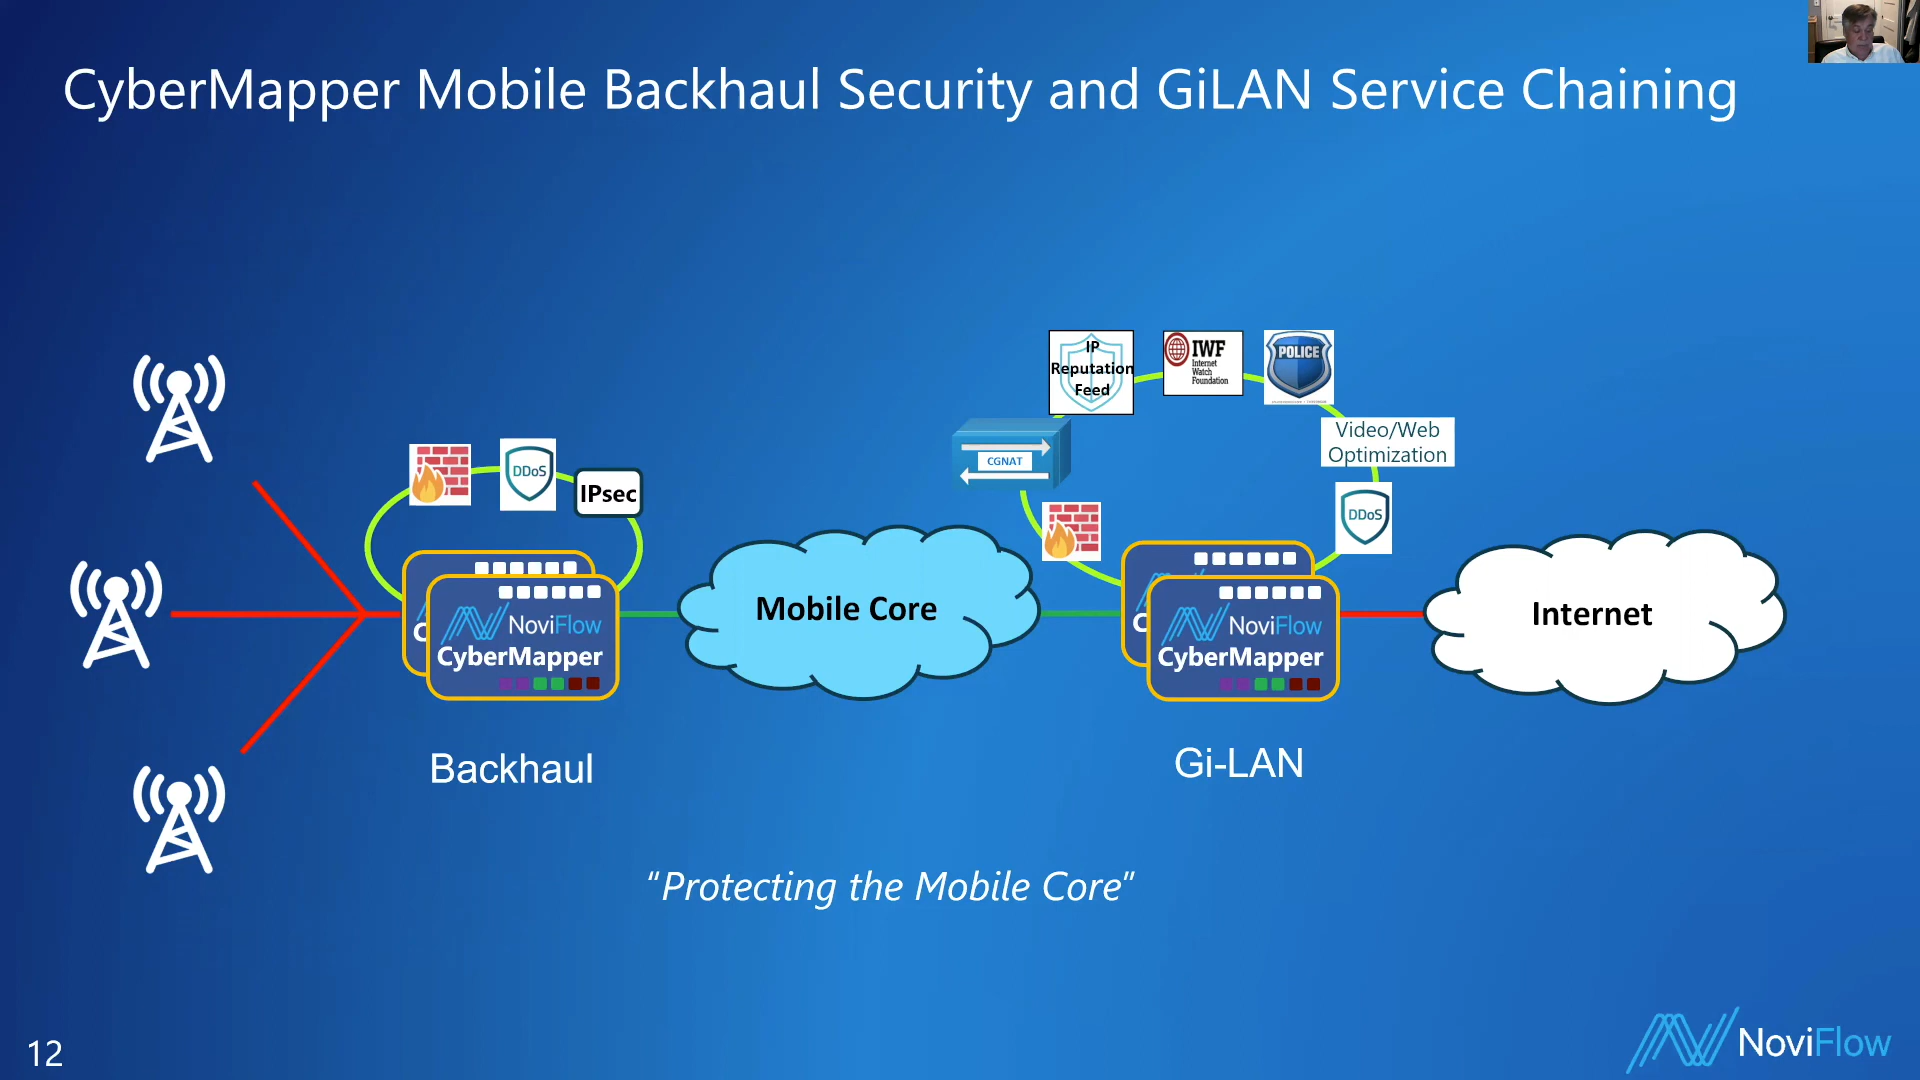 CyberMapper Mobile Backhaul Security and GiLAN Service Chaining
IP
Reputation
Feed
IWF
Internet
Watch
Foundation
POLICE
CGNAT
Video/Web
Optimization
DDoS
DDoS
IPsec
C
NoviFlow
CyberMapper
Mobile Core
C
NoviFlow
CyberMapper
Internet
Backhaul
Gi-LAN
“Protecting the Mobile Core”
12
NoviFlow